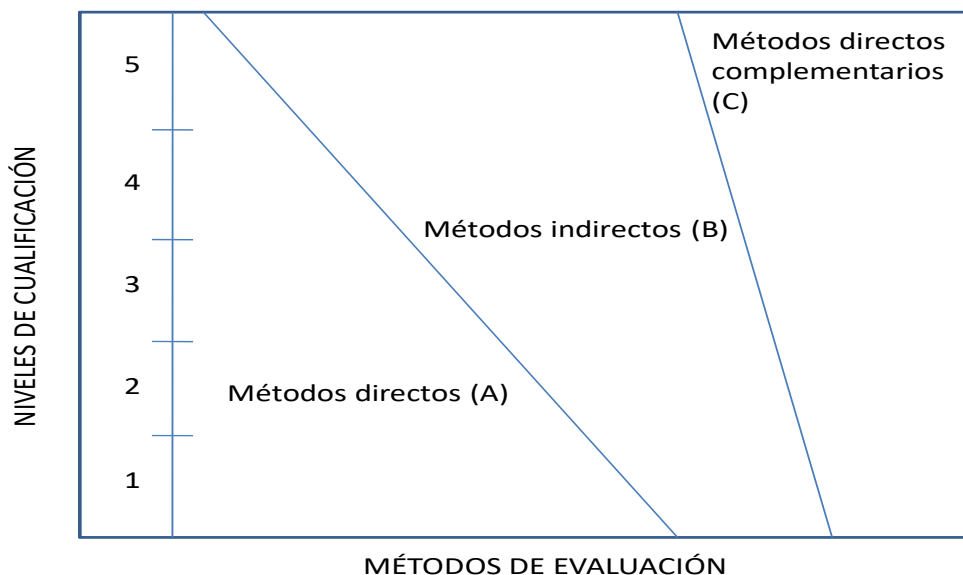 NIVELES DE CUALIFICACIÓN
5
4
3
2
1
Métodos directos
complementarios
(C)
Métodos indirectos (B)
Métodos directos (A)
MÉTODOS DE EVALUACIÓN